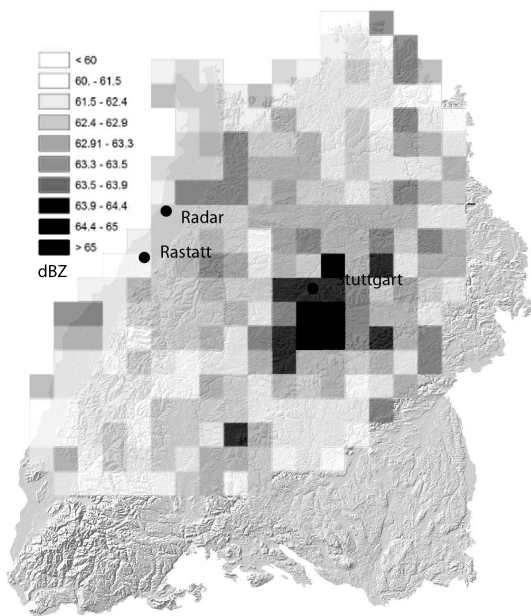 < 60
60. - 61.5
61.5 - 62.4
62.4 - 62.9
62.91 - 63.3
63.3 - 63.5
63.5 - 63.9
63.9 - 64.4
64.4 - 65
> 65
dBZ
Radar
Rastatt
Stuttgart